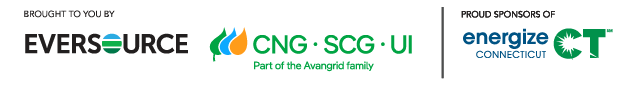 BROUGHT TO YOU BY
EVERSOURCE
CNG · SCG · UI
Part of the Avangrid family
PROUD SPONSORS OF
energize
CONNECTICUT
CT